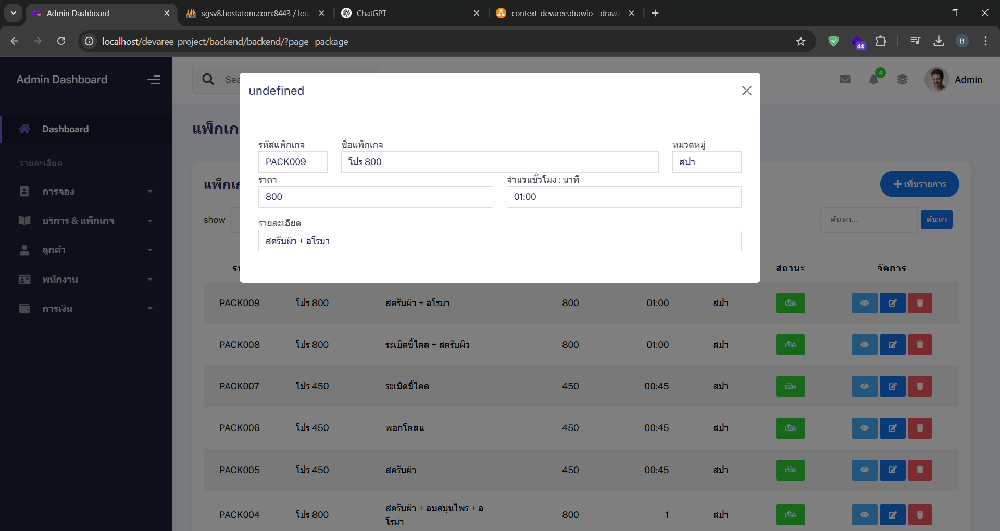 Admin Dashboard
sgsv8.hostatom.com:8443 / loca
ChatGPT
context-devaree.drawio - draw.i
localhost/devaree_project/backend/backend/?page=package
44
B
Admin Dashboard
Sea
4
Admin
undefined
Dashboard
แพ็กเก
รหัสแพ็กเกจ ชื่อแพ็กเกจ หมวดหมู่
PACK009 โปร 800 สปา
รายละเอียด
ราคา จำนวนชั่วโมง : นาที
แพ็กเก
เพิ่มรายการ
การจอง
800 01:00
show
ค้นหา...
ค้นหา
บริการ & แพ็กเกจ
รายละเอียด
สครับผิว + อโรม่า
ลูกค้า
สถานะ จัดการ
พนักงาน
PACK009 โปร 800 สครับผิว + อโรม่า 800 01:00 สปา เปิด
การเงิน
PACK008 โปร 800 ระเบิดขี้ไคล + สครับผิว 800 01:00 สปา เปิด
PACK007 โปร 450 ระเบิดขี้ไคล 450 00:45 สปา เปิด
PACK006 โปร 450 พอกโคลน 450 00:45 สปา เปิด
PACK005 โปร 450 สครับผิว 450 00:45 สปา เปิด
PACK004 โปร 800 สครับผิว + อบสมุนไพร + อ
โรม่า 800 1 สปา เปิด